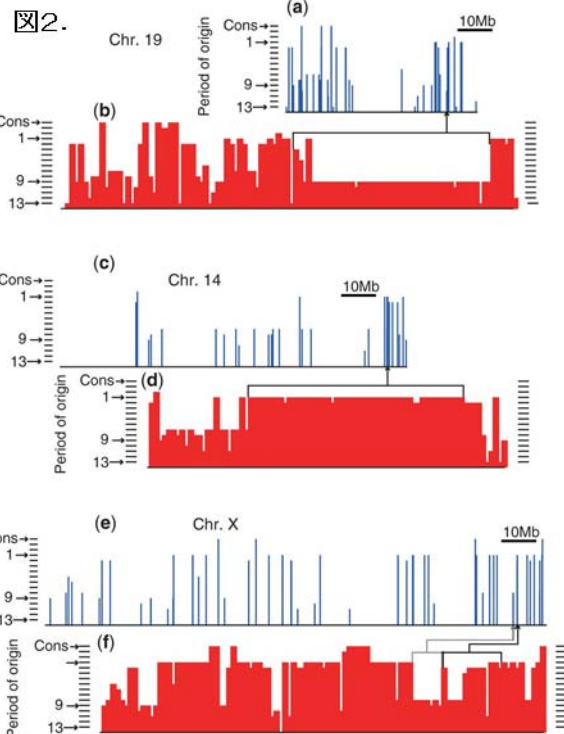 図2.
(a)
Chr. 19
10Mb
Cons→
1→
9→
13→
Period of origin
(b)
Cons→
1→
9→
13→
(c)
Chr. 14
10Mb
Cons→
1→
9→
13→
(d)
Cons→
1→
9→
13→
Period of origin
(e)
Chr. X
10Mb
ons→
1→
9→
13→
(f)
Cons→
→
9→
13→
Period of origin